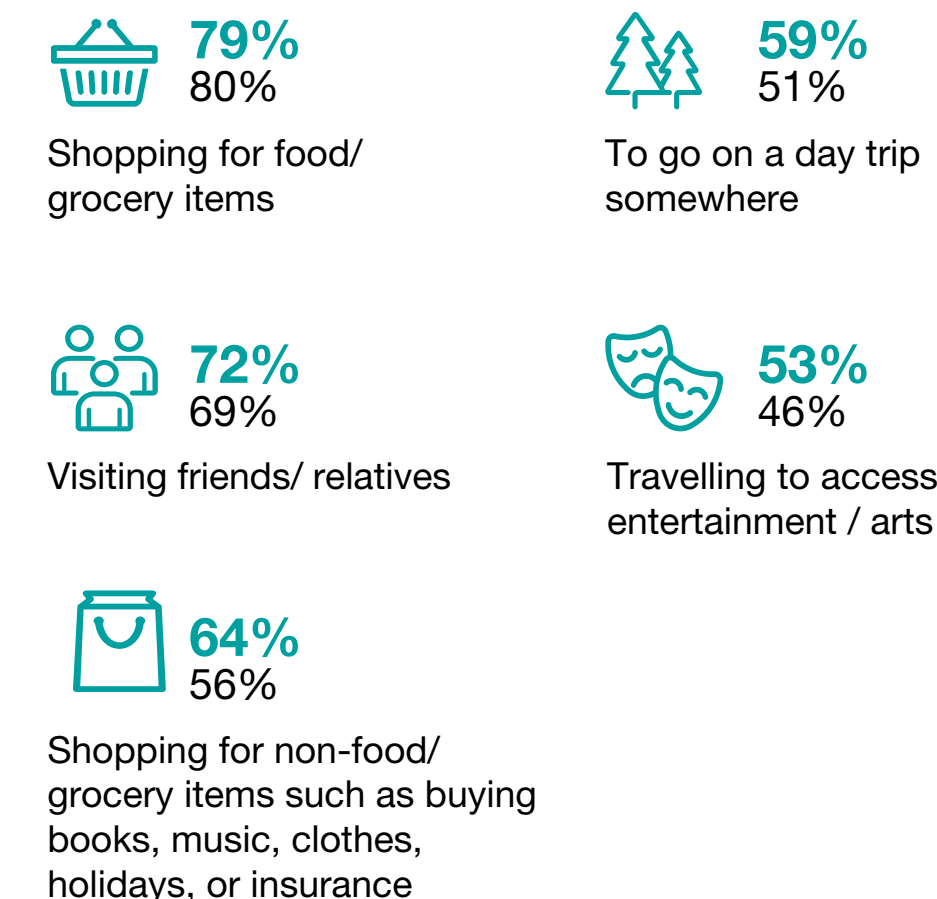 79%
80%
Shopping for food/
grocery items
59%
51%
To go on a day trip
somewhere
72%
69%
Visiting friends/ relatives
53%
46%
Travelling to access
entertainment / arts
64%
56%
Shopping for non-food/
grocery items such as buying
books, music, clothes,
holidays, or insurance